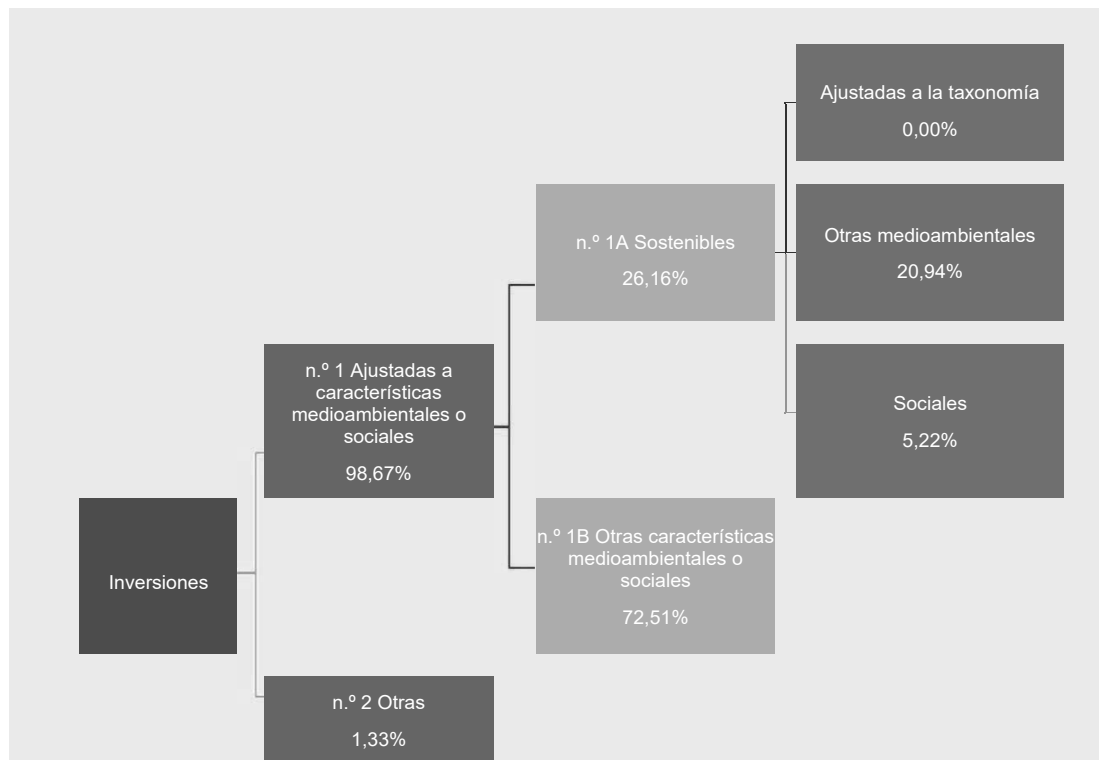 Ajustadas a la taxonomía
0,00%
n.º 1A Sostenibles
26,16%
Otras medioambientales
20,94%
n.º 1 Ajustadas a
características
medioambientales o
sociales
98,67%
Sociales
5,22%
Inversiones
n.º 1B Otras características
medioambientales o
sociales
72,51%
n.º 2 Otras
1,33%